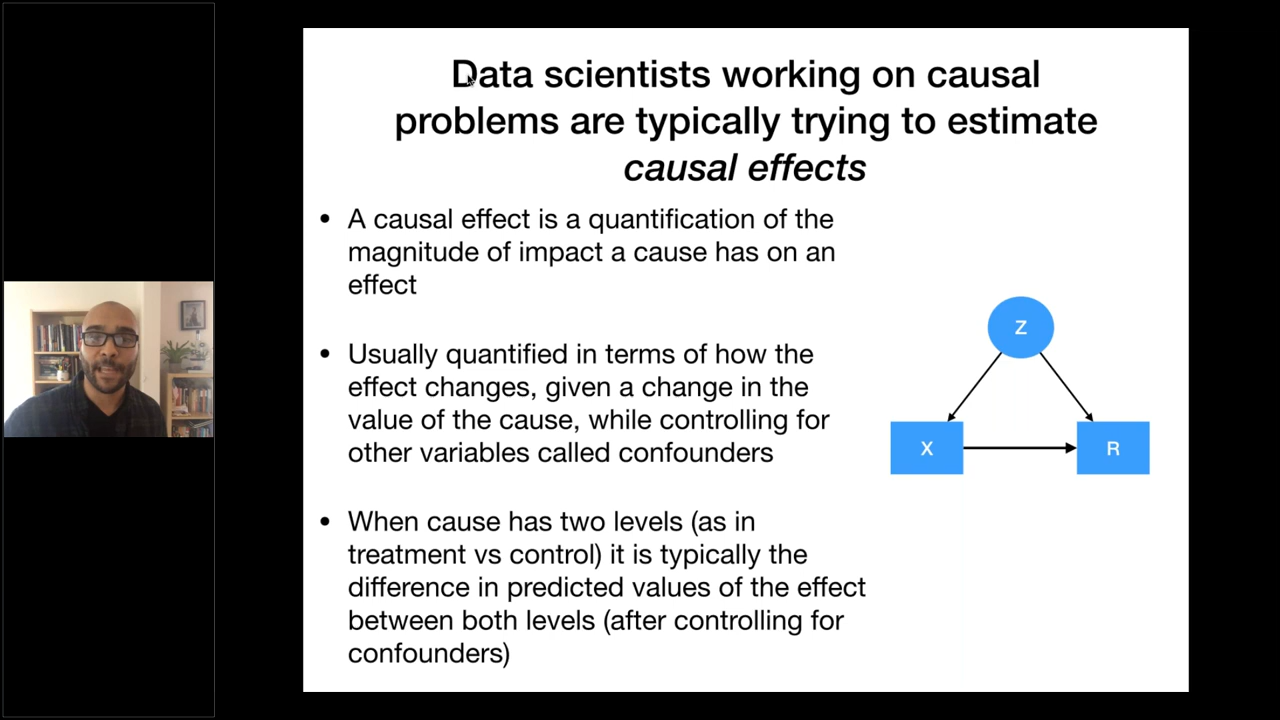 Data scientists working on causal
problems are typically trying to estimate
causal effects
• A causal effect is a quantification of the
magnitude of impact a cause has on an
effect
• Usually quantified in terms of how the
effect changes, given a change in the
value of the cause, while controlling for
other variables called confounders
• When cause has two levels (as in
treatment vs control) it is typically the
difference in predicted values of the effect
between both levels (after controlling for
confounders)
Z
X
R